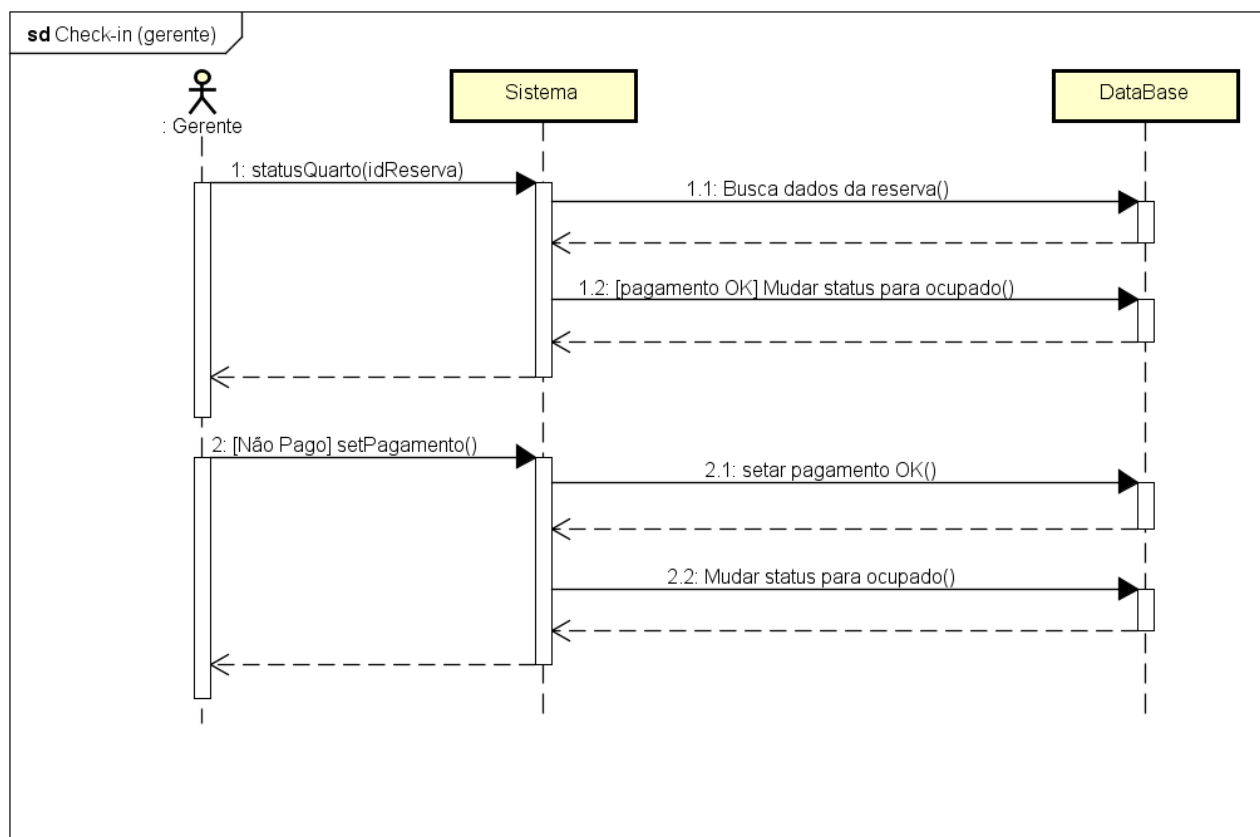 sd Check-in (gerente)
: Gerente
Sistema
DataBase
1: statusQuarto(idReserva)
1.1: Busca dados da reserva()
1.2: [pagamento OK] Mudar status para ocupado()
2: [Não Pago] setPagamento()
2.1: setar pagamento OK()
2.2: Mudar status para ocupado()